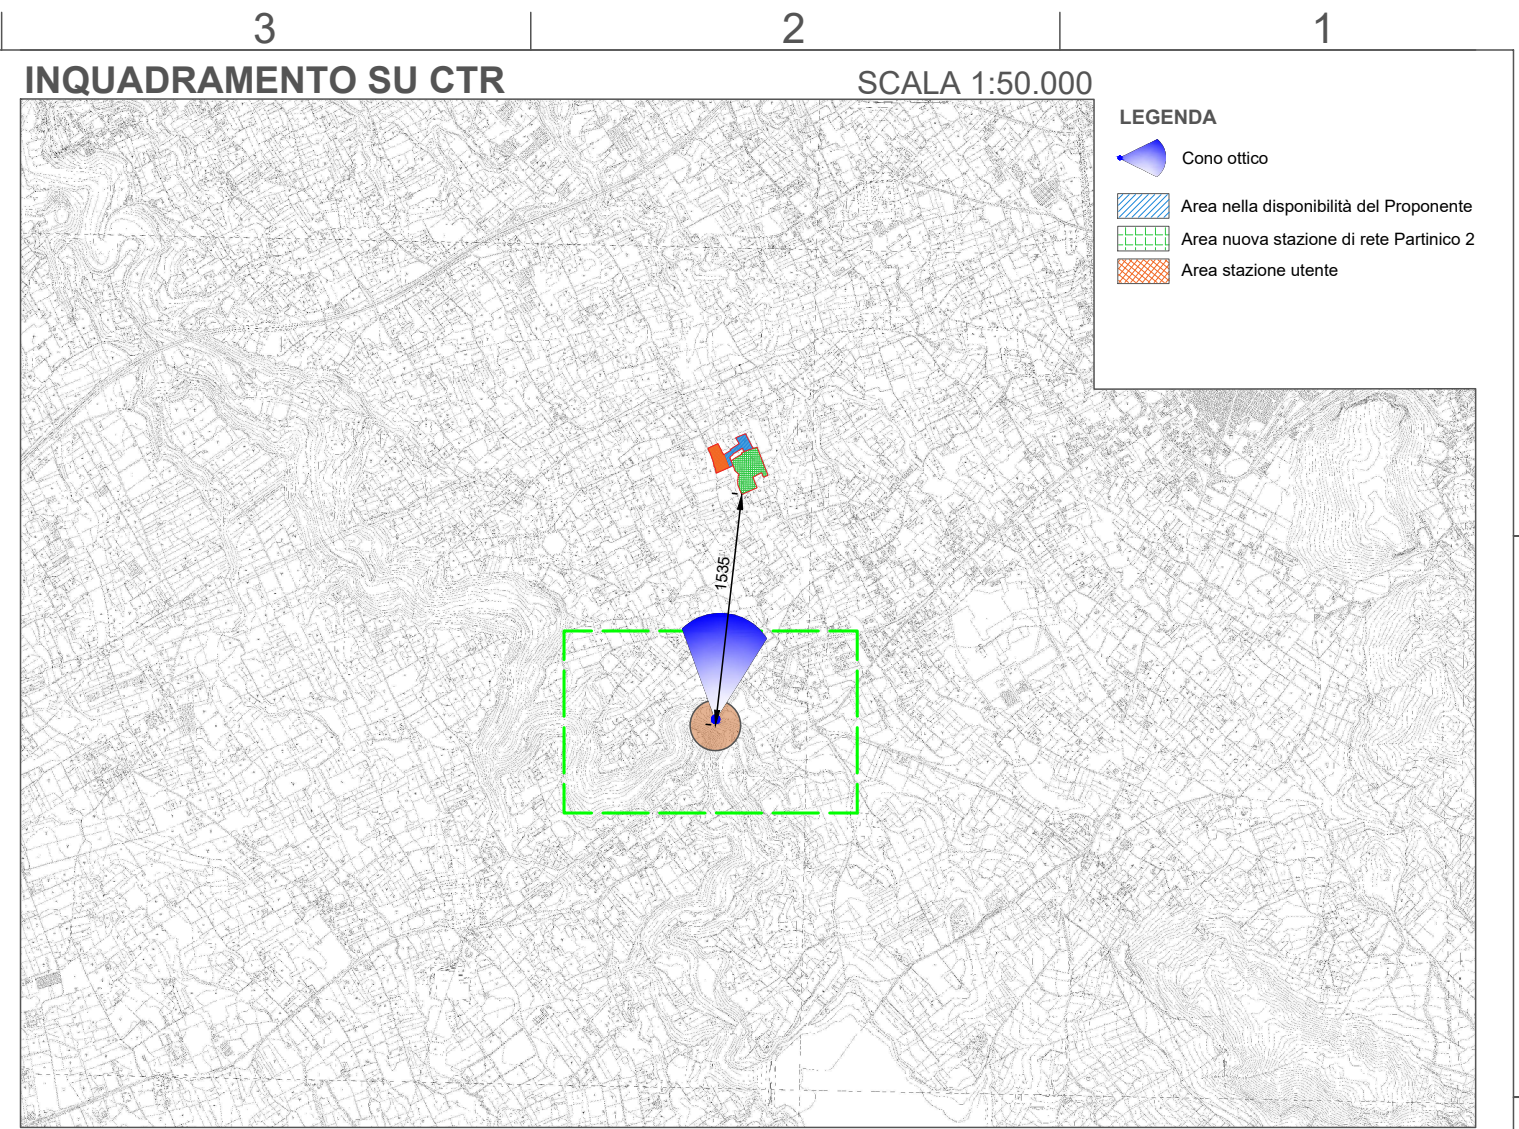 3
2
1
INQUADRAMENTO SU CTR
SCALA 1:50.000
LEGENDA
Cono ottico
Area nella disponibilità del Proponente
Area nuova stazione di rete Partinico 2
Area stazione utente
1535